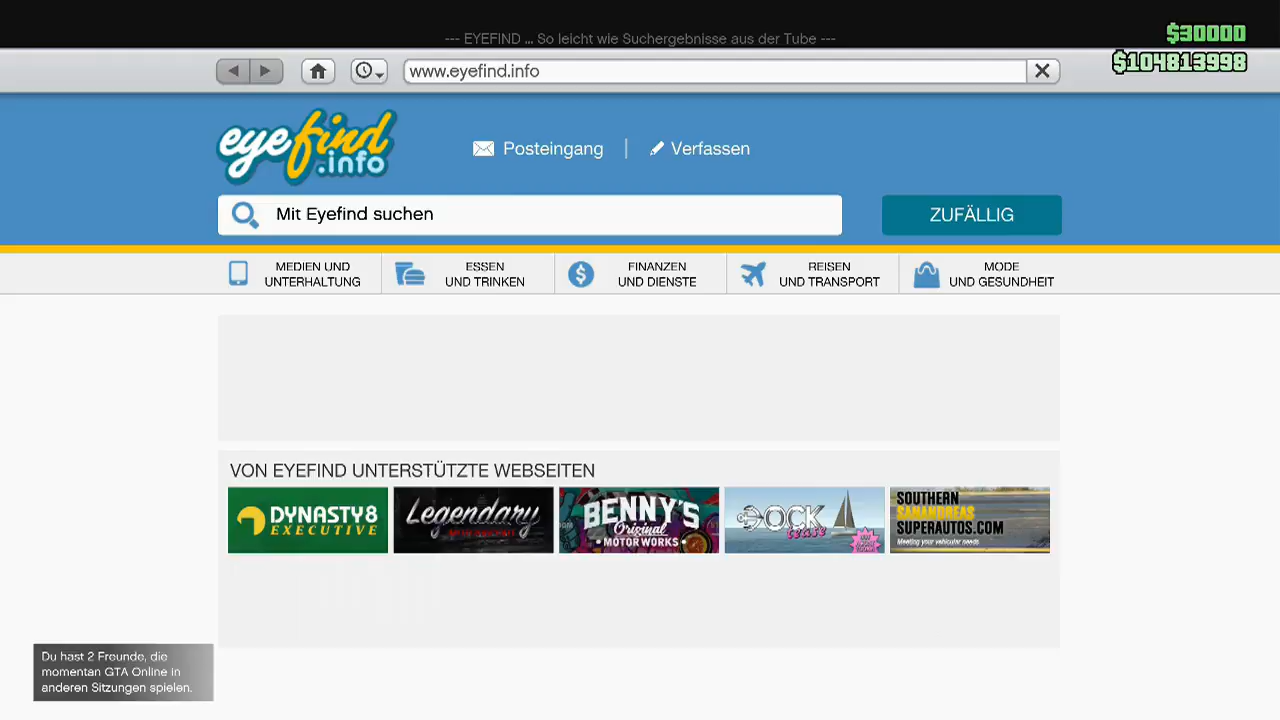 --- EYEFIND ... So leicht wie Suchergebnisse aus der Tube ---
$30000
$104813998
www.eyefind.info
eyefind
.info
Posteingang
Verfassen
Mit Eyefind suchen
ZUFÄLLIG
MEDIEN UND
UNTERHALTUNG
ESSEN
UND TRINKEN
FINANZEN
UND DIENSTE
REISEN
UND TRANSPORT
MODE
UND GESUNDHEIT
VON EYEFIND UNTERSTÜTZTE WEBSEITEN
DYNASTY8
EXECUTIVE
Legendary
BENNY'S
Original
MOTORWORKS
DOCK
tease
SOUTHERN
SANANDREAS
SUPERAUTOS.COM
Meeting your vehicular needs
Du hast 2 Freunde, die
momentan GTA Online in
anderen Sitzungen spielen.